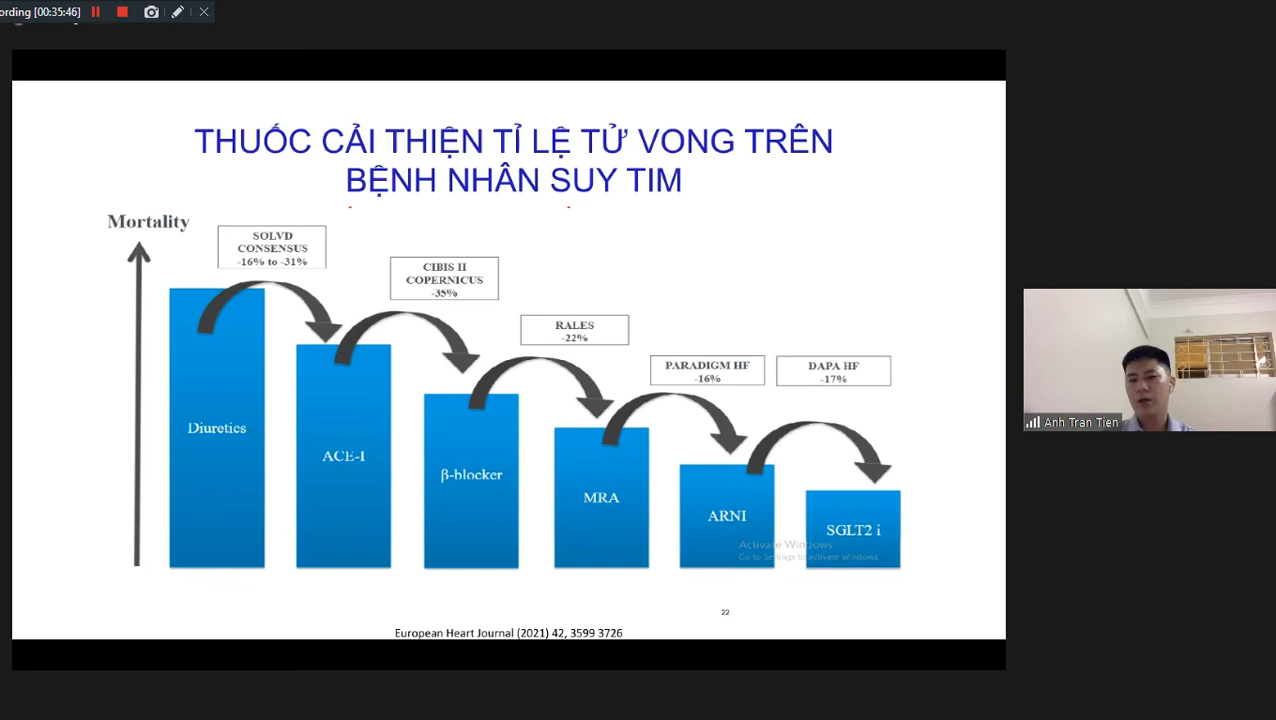 ording [00:35:46]
THUỐC CẢI THIỆN TỈ LỆ TỬ VONG TRÊN
BỆNH NHÂN SUY TIM
Mortality
SOLVD
CONSENSUS
-16% to -31%
CIBIS II
COPERNICUS
-35%
RALES
-22%
PARADIGM HF
-16%
DAPA HF
-17%
Diuretics
ACE-I
β-blocker
MRA
ARNI
SGLT2 i
Activate Windows
Go to Settings to activate Windows.
22
European Heart Journal (2021) 42, 3599 3726
Anh Tran Tien